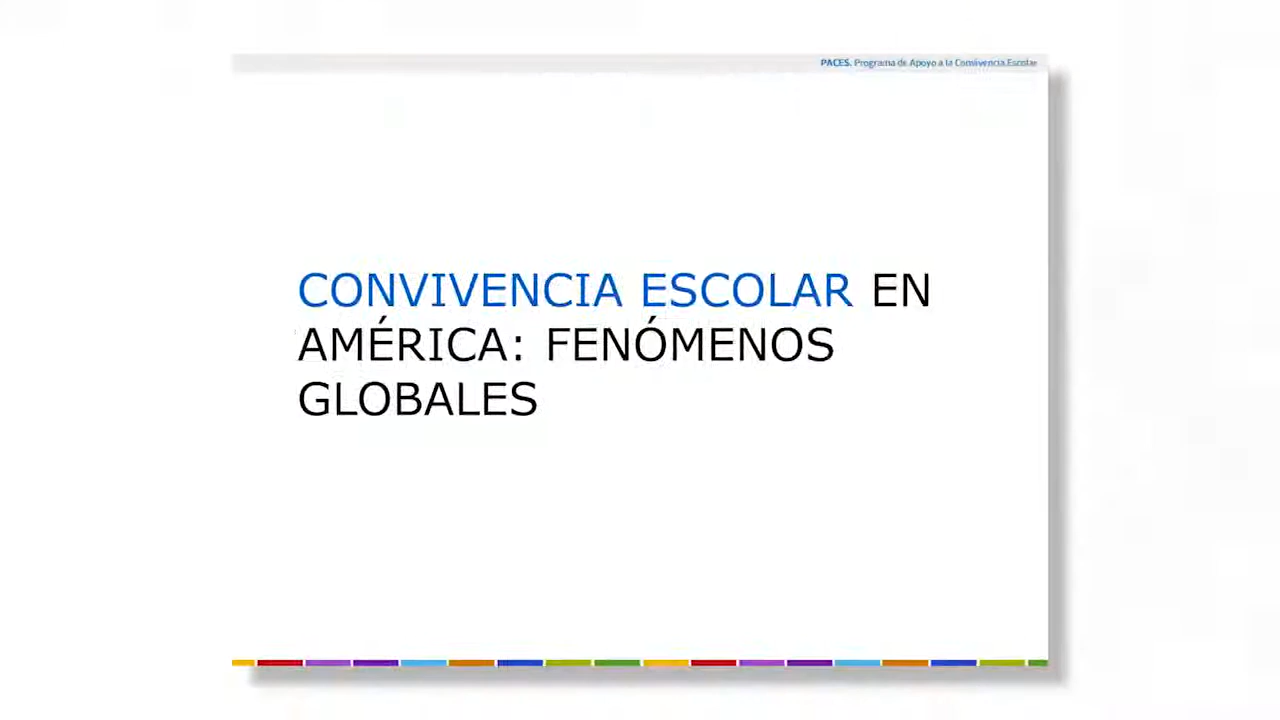 PACES. Programa de Apoyo a la Convivencia Escolar
CONVIVENCIA ESCOLAR EN
AMÉRICA: FENÓMENOS
GLOBALES